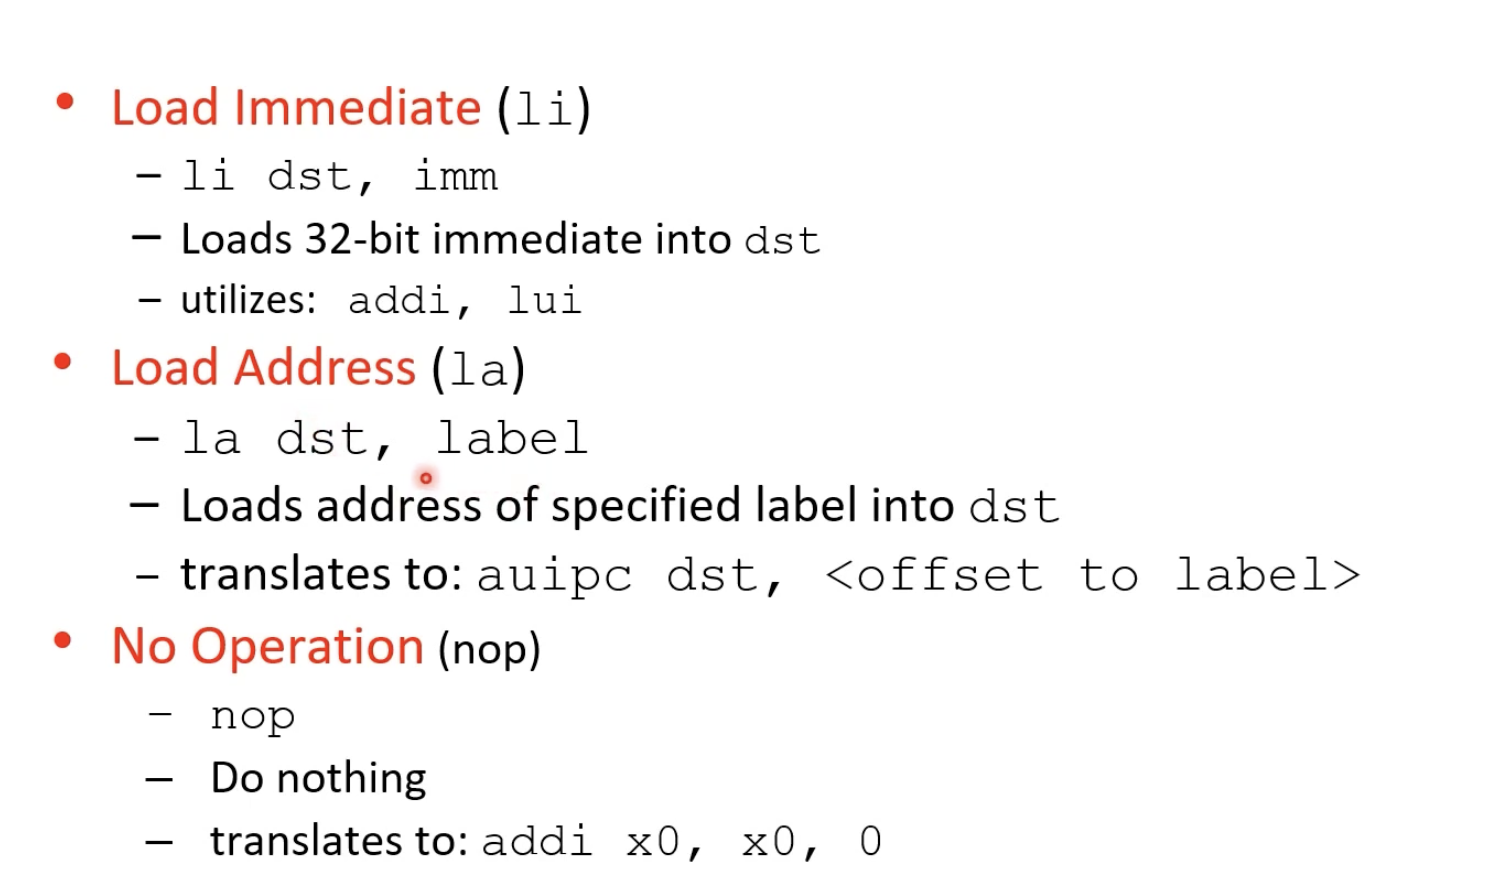 • Load Immediate (li)
– li dst, imm
– Loads 32-bit immediate into dst
– utilizes: addi, lui
• Load Address (la)
– la dst, label
– Loads address of specified label into dst
– translates to: auipc dst, <offset to label>
• No Operation (nop)
– nop
– Do nothing
– translates to: addi x0, x0, 0